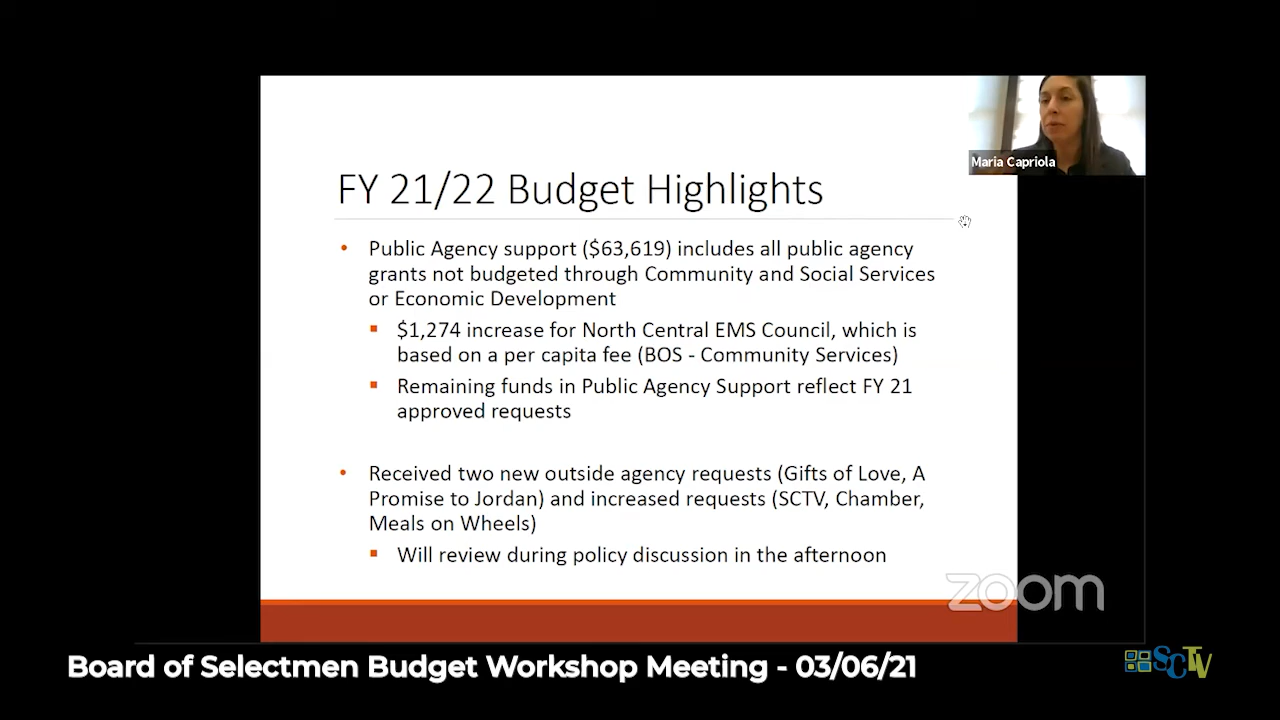 Maria Capriola
FY 21/22 Budget Highlights
• Public Agency support ($63,619) includes all public agency
grants not budgeted through Community and Social Services
or Economic Development
▪ $1,274 increase for North Central EMS Council, which is
based on a per capita fee (BOS - Community Services)
▪ Remaining funds in Public Agency Support reflect FY 21
approved requests
• Received two new outside agency requests (Gifts of Love, A
Promise to Jordan) and increased requests (SCTV, Chamber,
Meals on Wheels)
▪ Will review during policy discussion in the afternoon
zoom
Board of Selectmen Budget Workshop Meeting - 03/06/21
SCTV